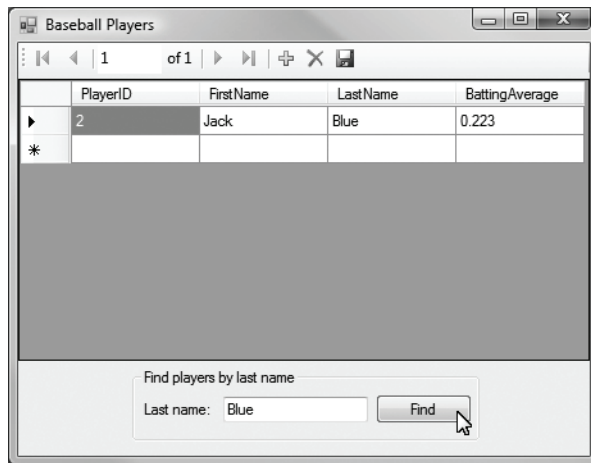 Baseball Players
1 of 1
PlayerID FirstName LastName BattingAverage
2 Jack Blue 0.223
Find players by last name
Last name: Blue Find